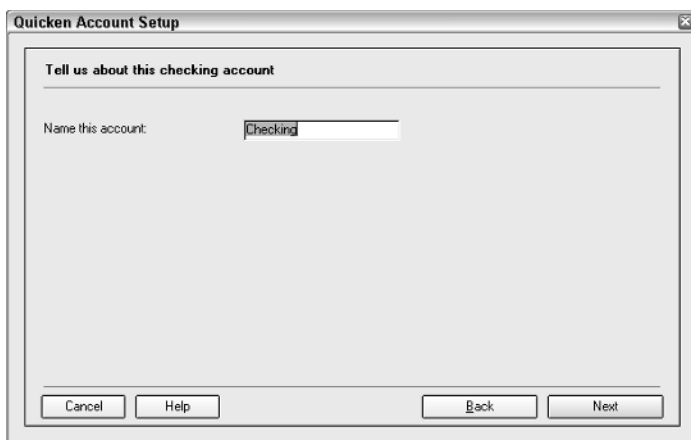 Quicken Account Setup
Tell us about this checking account
Name this account: Checking
Cancel Help Back Next